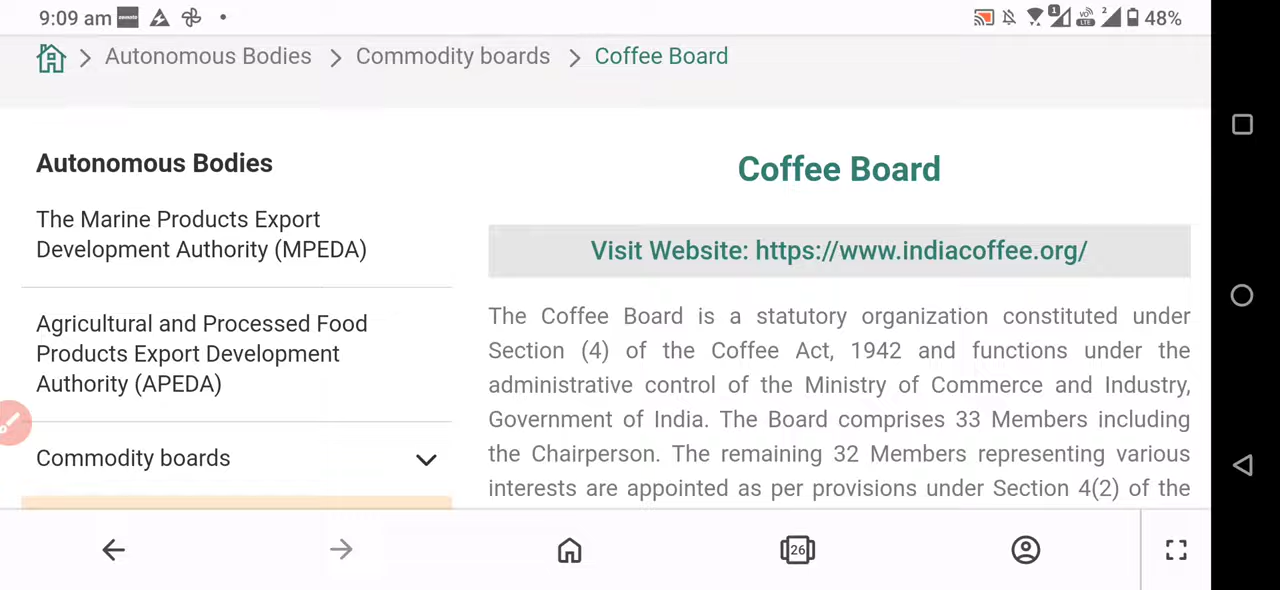 9:09 am
48%
Autonomous Bodies > Commodity boards > Coffee Board
Autonomous Bodies
The Marine Products Export
Development Authority (MPEDA)
Agricultural and Processed Food
Products Export Development
Authority (APEDA)
Commodity boards
Coffee Board
Visit Website: https://www.indiacoffee.org/
The Coffee Board is a statutory organization constituted under
Section (4) of the Coffee Act, 1942 and functions under the
administrative control of the Ministry of Commerce and Industry,
Government of India. The Board comprises 33 Members including
the Chairperson. The remaining 32 Members representing various
interests are appointed as per provisions under Section 4(2) of the
26